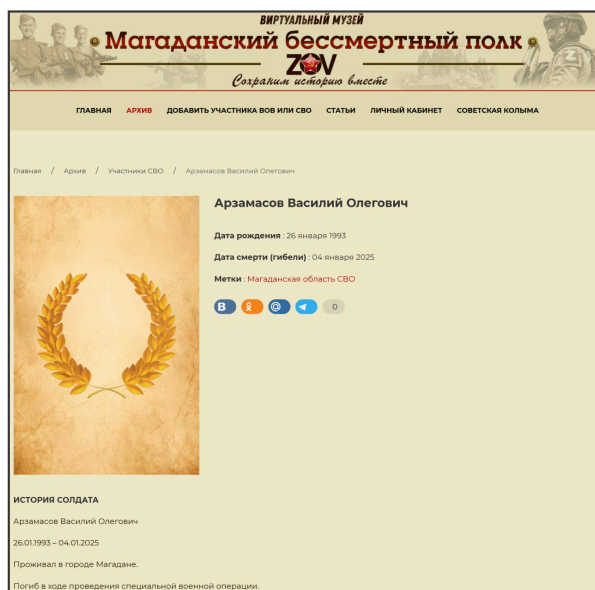 ВИРТУАЛЬНЫЙ МУЗЕЙ
Магаданский бессмертный полк
ZOV
Сохраним историю вместе
ГЛАВНАЯ АРХИВ ДОБАВИТЬ УЧАСТНИКА ВОВ ИЛИ СВО СТАТЬИ ЛИЧНЫЙ КАБИНЕТ СОВЕТСКАЯ КОЛЫМА
Главная / Архив / Участники СВО / Арзамасов Василий Олегович
Арзамасов Василий Олегович
Дата рождения : 26 января 1993
Дата смерти (гибели) : 04 января 2025
Метки : Магаданская область СВО
0
ИСТОРИЯ СОЛДАТА
Арзамасов Василий Олегович
26.01.1993 – 04.01.2025
Проживал в городе Магадане.
Погиб в ходе проведения специальной военной операции.